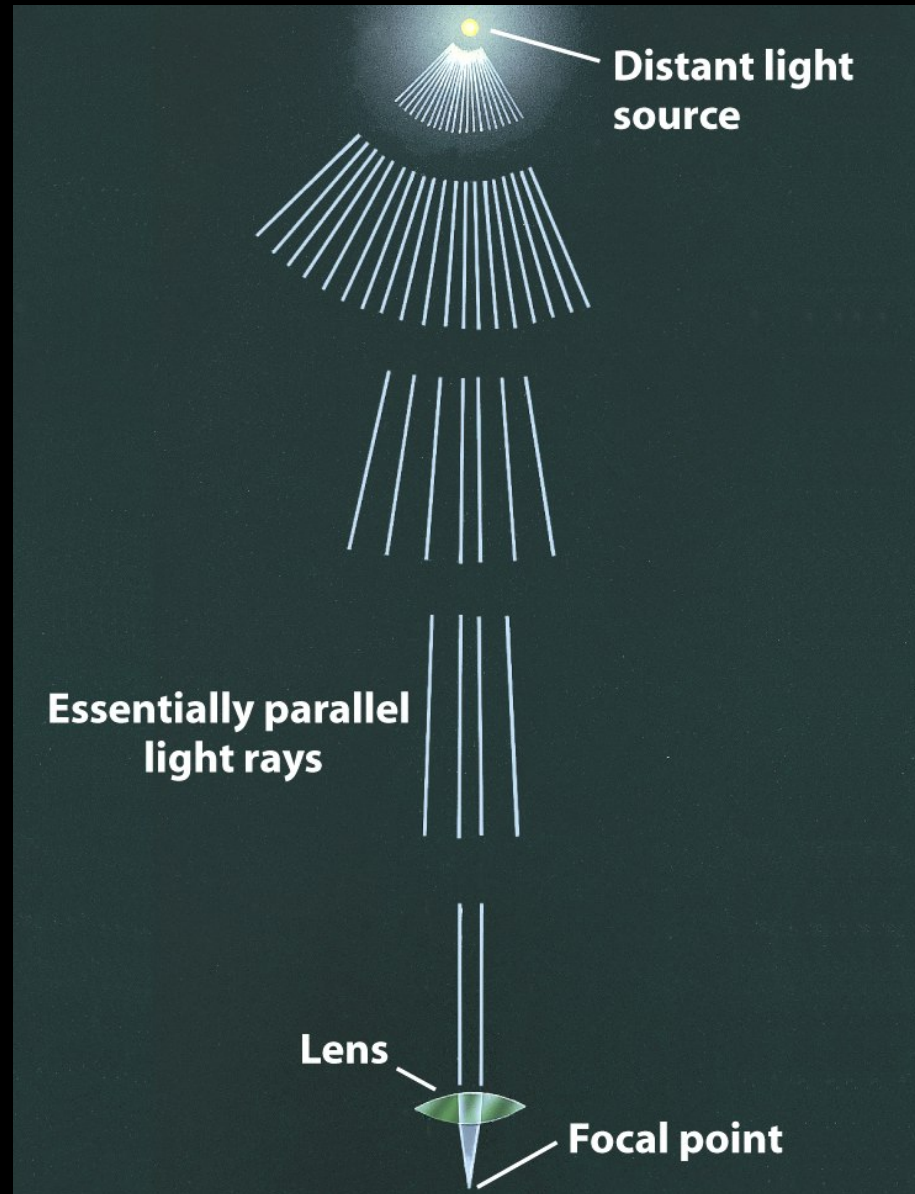 Distant light
source
Essentially parallel
light rays
Lens
Focal point